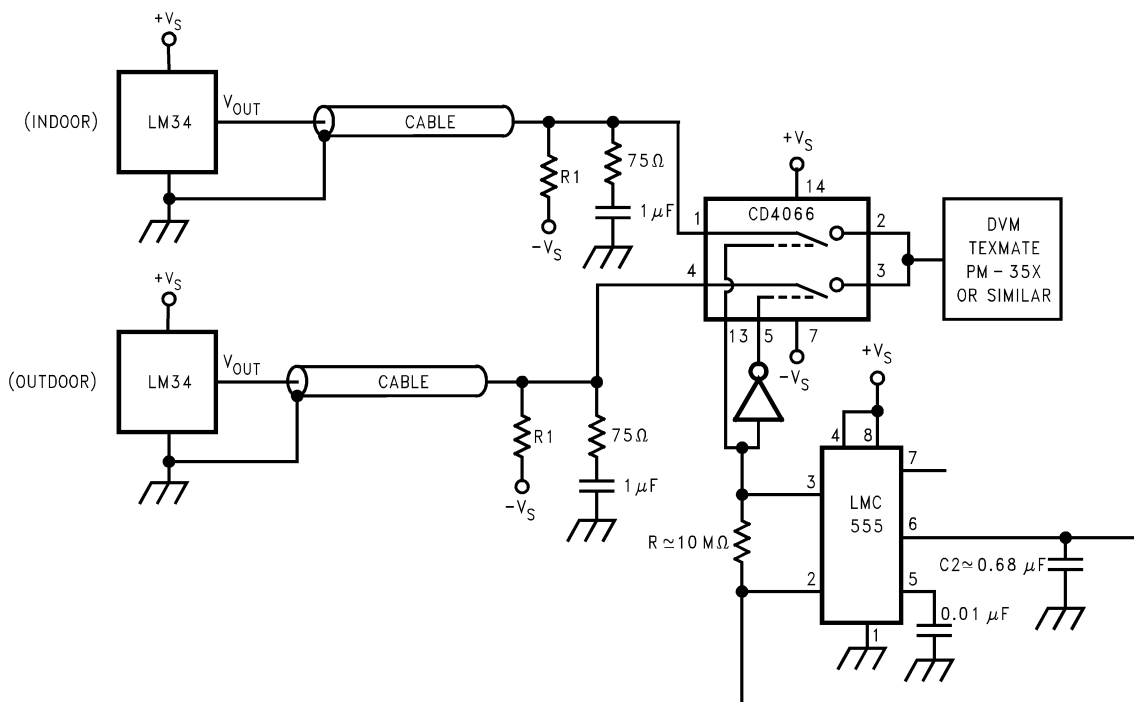 +VS
(INDOOR)
LM34
VOUT
CABLE
R1
75Ω
1 μF
-VS
+VS
14
CD4066
1
2
4
3
13
5
7
-VS
DVM
TEXMATE
PM-35X
OR SIMILAR
+VS
(OUTDOOR)
LM34
VOUT
CABLE
R1
75Ω
1 μF
-VS
+VS
4
8
7
3
LMC
555
6
R≃10 MΩ
C2≃0.68 μF
2
5
0.01 μF
1